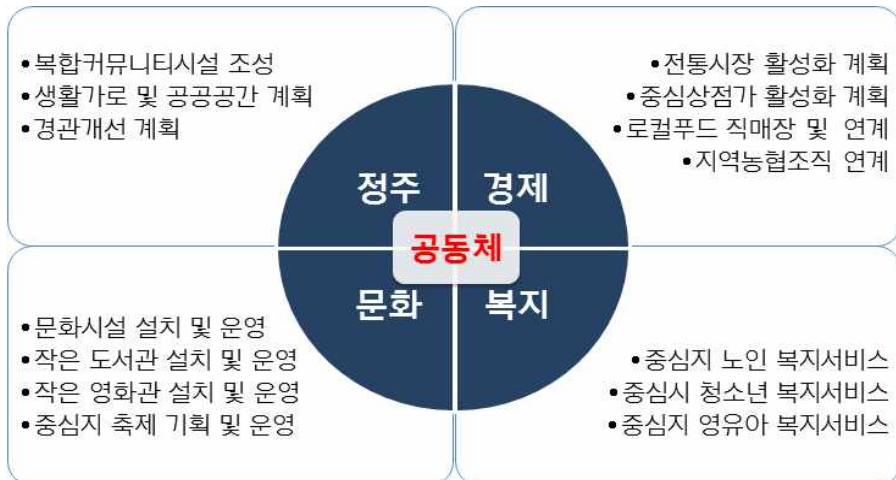 • 복합커뮤니티시설 조성
• 생활가로 및 공공공간 계획
• 경관개선 계획
• 전통시장 활성화 계획
• 중심상점가 활성화 계획
• 로컬푸드 직매장 및 연계
• 지역농협조직 연계
정주
경제
공동체
문화
복지
• 문화시설 설치 및 운영
• 작은 도서관 설치 및 운영
• 작은 영화관 설치 및 운영
• 중심지 축제 기획 및 운영
• 중심지 노인 복지서비스
• 중심시 청소년 복지서비스
• 중심지 영유아 복지서비스